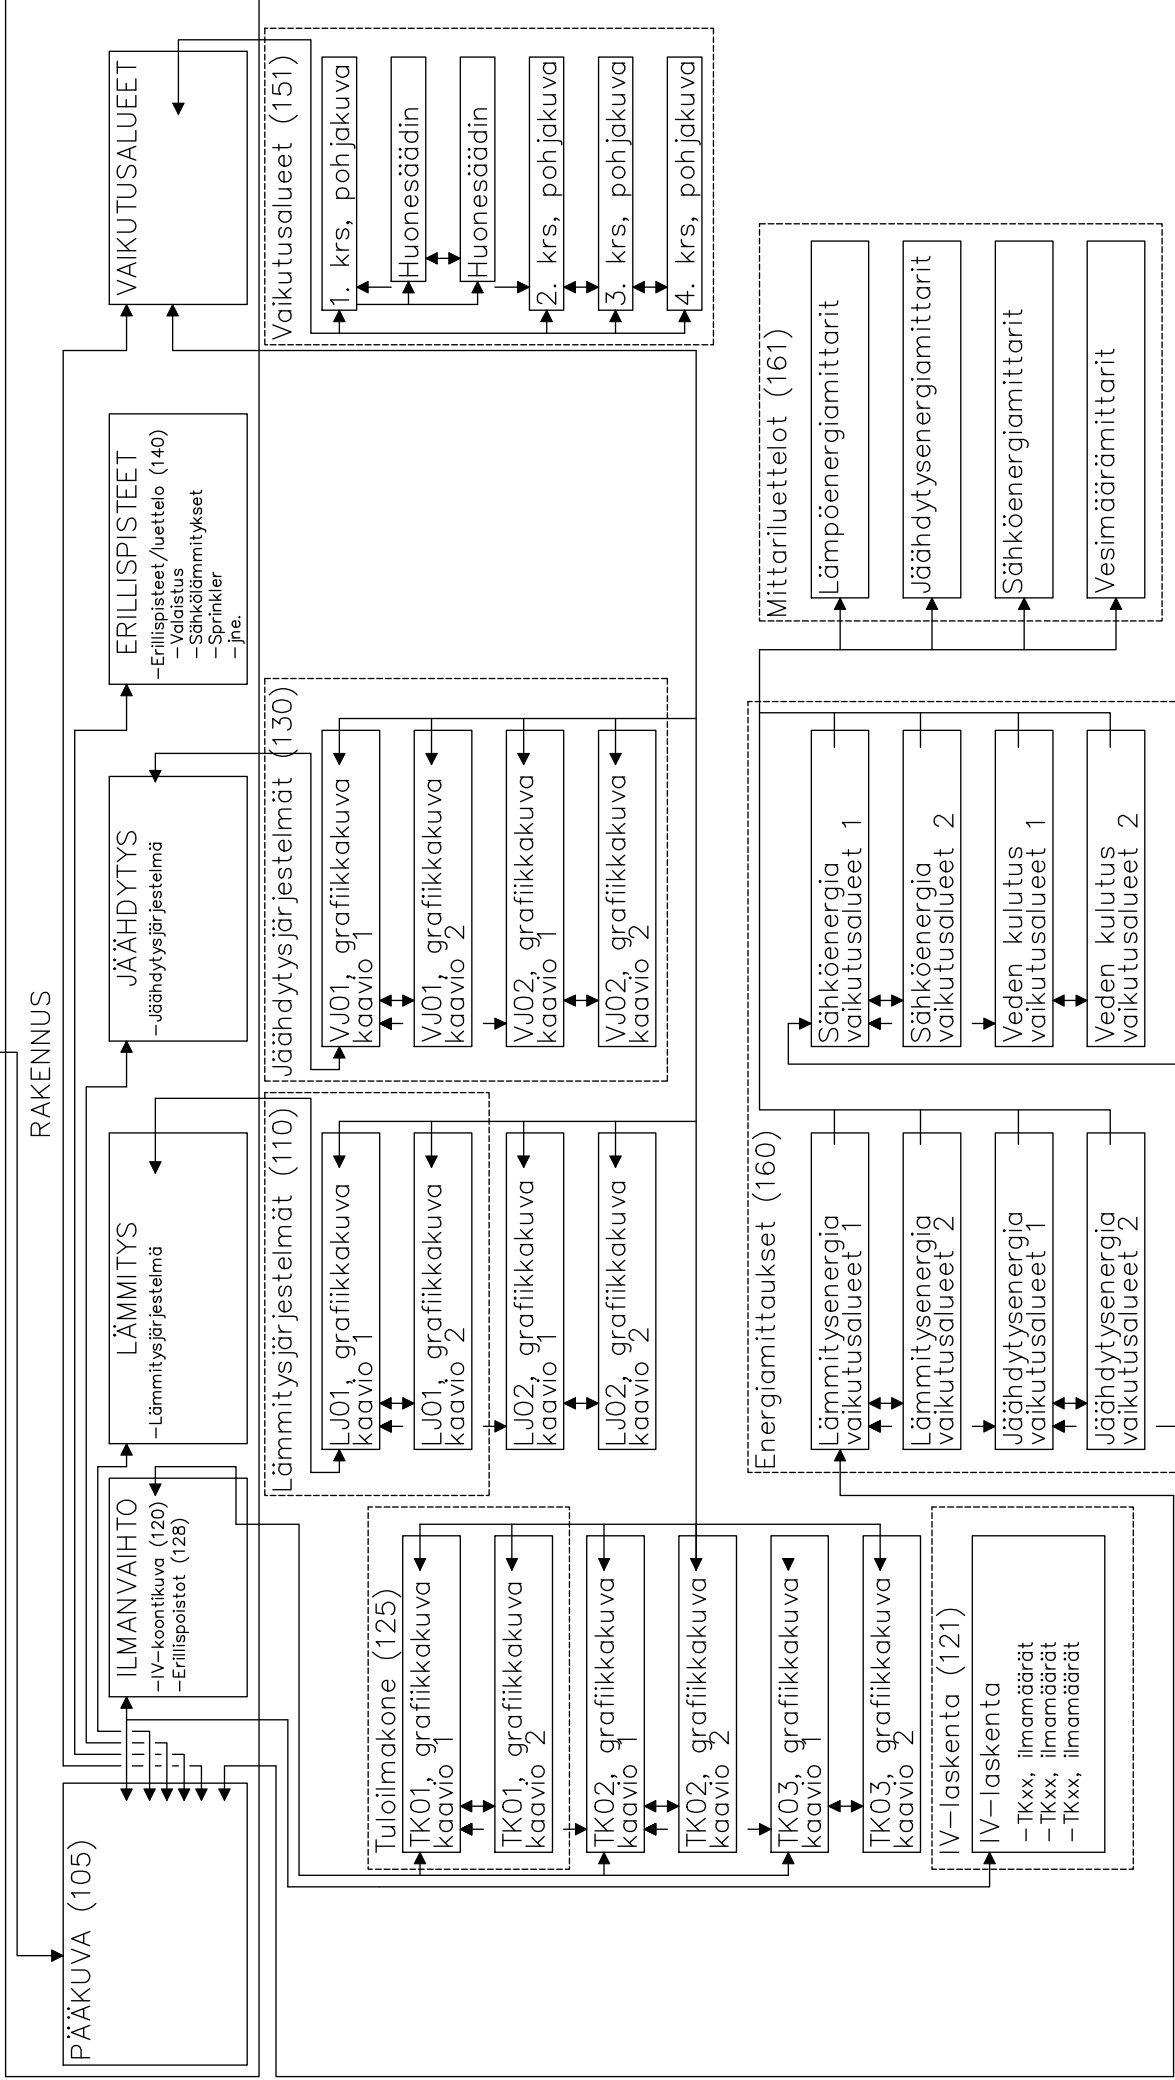 RAKENNUS
PÄÄKUVA (105)
ILMANVAIHTO
-IV-koontikuva (120)
-Erillispoistot (128)
LÄMMITYS
-Lämmitysjärjestelmä
JÄÄHDYTYS
-Jäähdytysjärjestelmä
ERILLISPISTEET
-Erillispisteet/luettelo (140)
-Valaistus
-Sähkölämmitykset
-Sprinkler
-jne.
VAIKUTUSALUEET
Tuloilmakone (125)
TK01, grafiikkakuva
kaavio 1
TK01, grafiikkakuva
kaavio 2
TK02, grafiikkakuva
kaavio 1
TK02, grafiikkakuva
kaavio 2
TK03, grafiikkakuva
kaavio 1
TK03, grafiikkakuva
kaavio 2
IV-laskenta (121)
IV-laskenta
-TKxx, ilmamäärät
-TKxx, ilmamäärät
-TKxx, ilmamäärät
Lämmitysjärjestelmät (110)
LJ01, grafiikkakuva
kaavio 1
LJ01, grafiikkakuva
kaavio 2
LJ02, grafiikkakuva
kaavio 1
LJ02, grafiikkakuva
kaavio 2
Jäähdytysjärjestelmät (130)
VJ01, grafiikkakuva
kaavio 1
VJ01, grafiikkakuva
kaavio 2
VJ02, grafiikkakuva
kaavio 1
VJ02, grafiikkakuva
kaavio 2
Vaikutusalueet (151)
1. krs, pohjakuva
Huonesäädin
Huonesäädin
2. krs, pohjakuva
3. krs, pohjakuva
4. krs, pohjakuva
Energiamittaukset (160)
Lämmitysenergia
vaikutusalueet 1
Lämmitysenergia
vaikutusalueet 2
Jäähdytysenergia
vaikutusalueet 1
Jäähdytysenergia
vaikutusalueet 2
Sähköenergia
vaikutusalueet 1
Sähköenergia
vaikutusalueet 2
Veden kulutus
vaikutusalueet 1
Veden kulutus
vaikutusalueet 2
Mittariluettelot (161)
Lämpöenergiamittarit
Jäähdytysenergiamittarit
Sähköenergiamittarit
Vesimäärämittarit